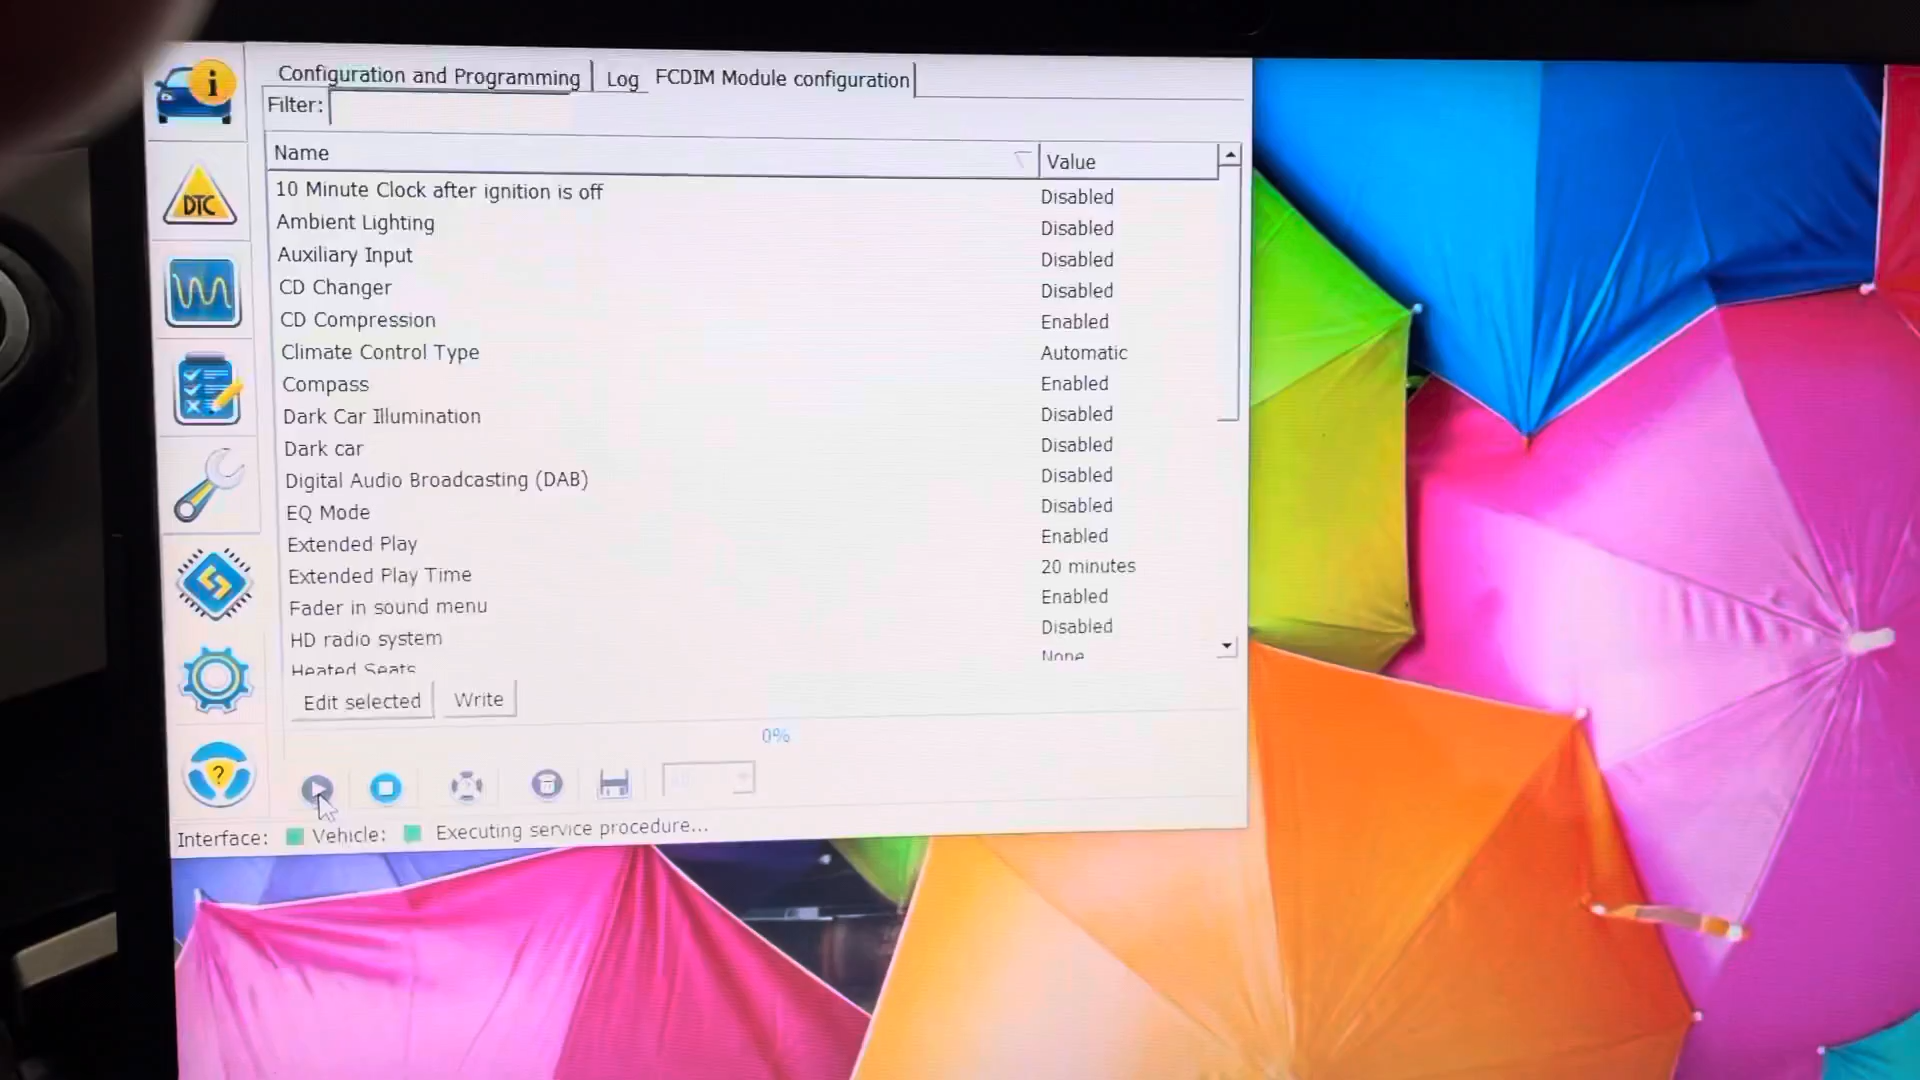 Configuration and Programming Log FCDIM Module configuration
Filter:
Name Value
10 Minute Clock after ignition is off Disabled
Ambient Lighting Disabled
Auxiliary Input Disabled
CD Changer Disabled
CD Compression Enabled
Climate Control Type Automatic
Compass Enabled
Dark Car Illumination Disabled
Dark car Disabled
Digital Audio Broadcasting (DAB) Disabled
EQ Mode Disabled
Extended Play Enabled
Extended Play Time 20 minutes
Fader in sound menu Enabled
HD radio system Disabled
Heated Seats None
Edit selected Write
0%
Interface: Vehicle: Executing service procedure...
i
DTC
?